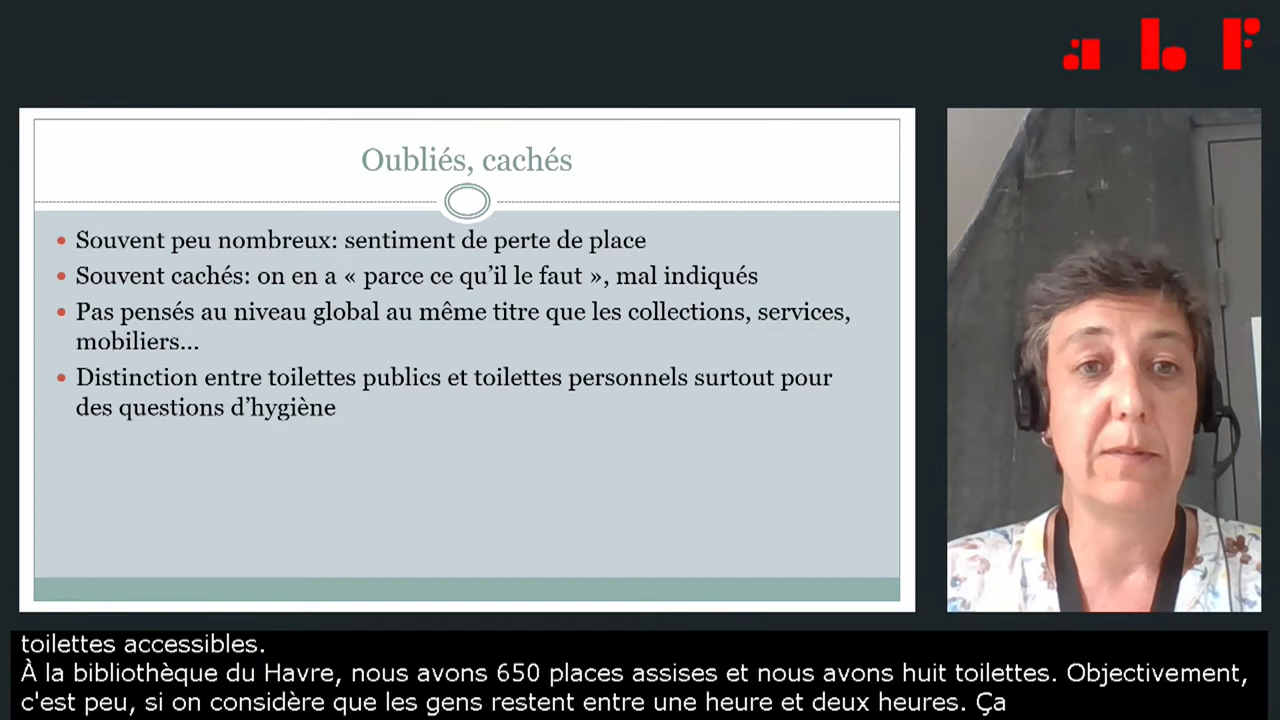 abf
Oubliés, cachés
• Souvent peu nombreux: sentiment de perte de place
• Souvent cachés: on en a « parce ce qu’il le faut », mal indiqués
• Pas pensés au niveau global au même titre que les collections, services,
mobiliers…
• Distinction entre toilettes publics et toilettes personnels surtout pour
des questions d’hygiène
toilettes accessibles.
À la bibliothèque du Havre, nous avons 650 places assises et nous avons huit toilettes. Objectivement,
c'est peu, si on considère que les gens restent entre une heure et deux heures. Ça